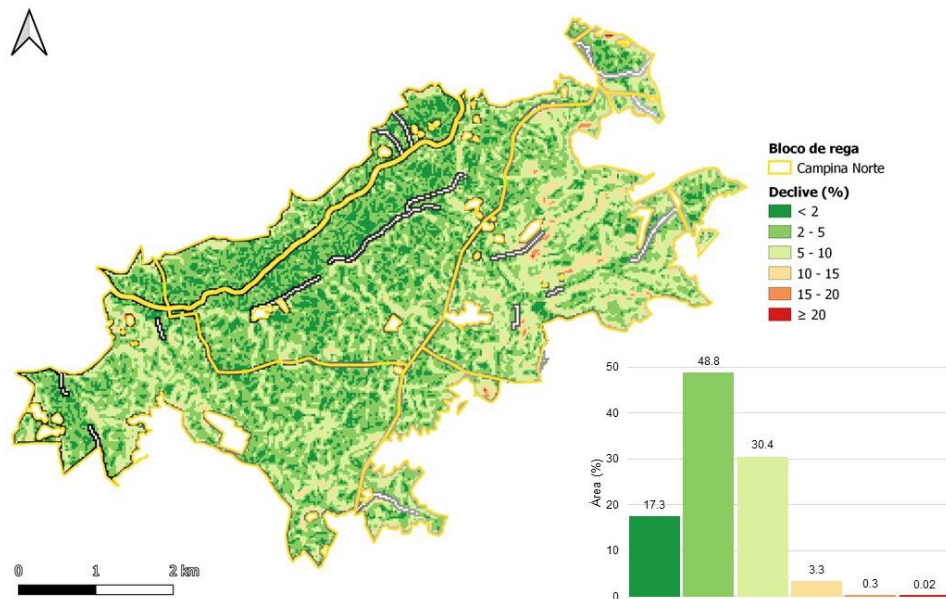 Bloco de rega
Campina Norte
Declive (%)
< 2
2 - 5
5 - 10
10 - 15
15 - 20
≥ 20
0 1 2 km
Área (%)
50
40
30
20
10
0
17.3
48.8
30.4
3.3
0.3
0.02